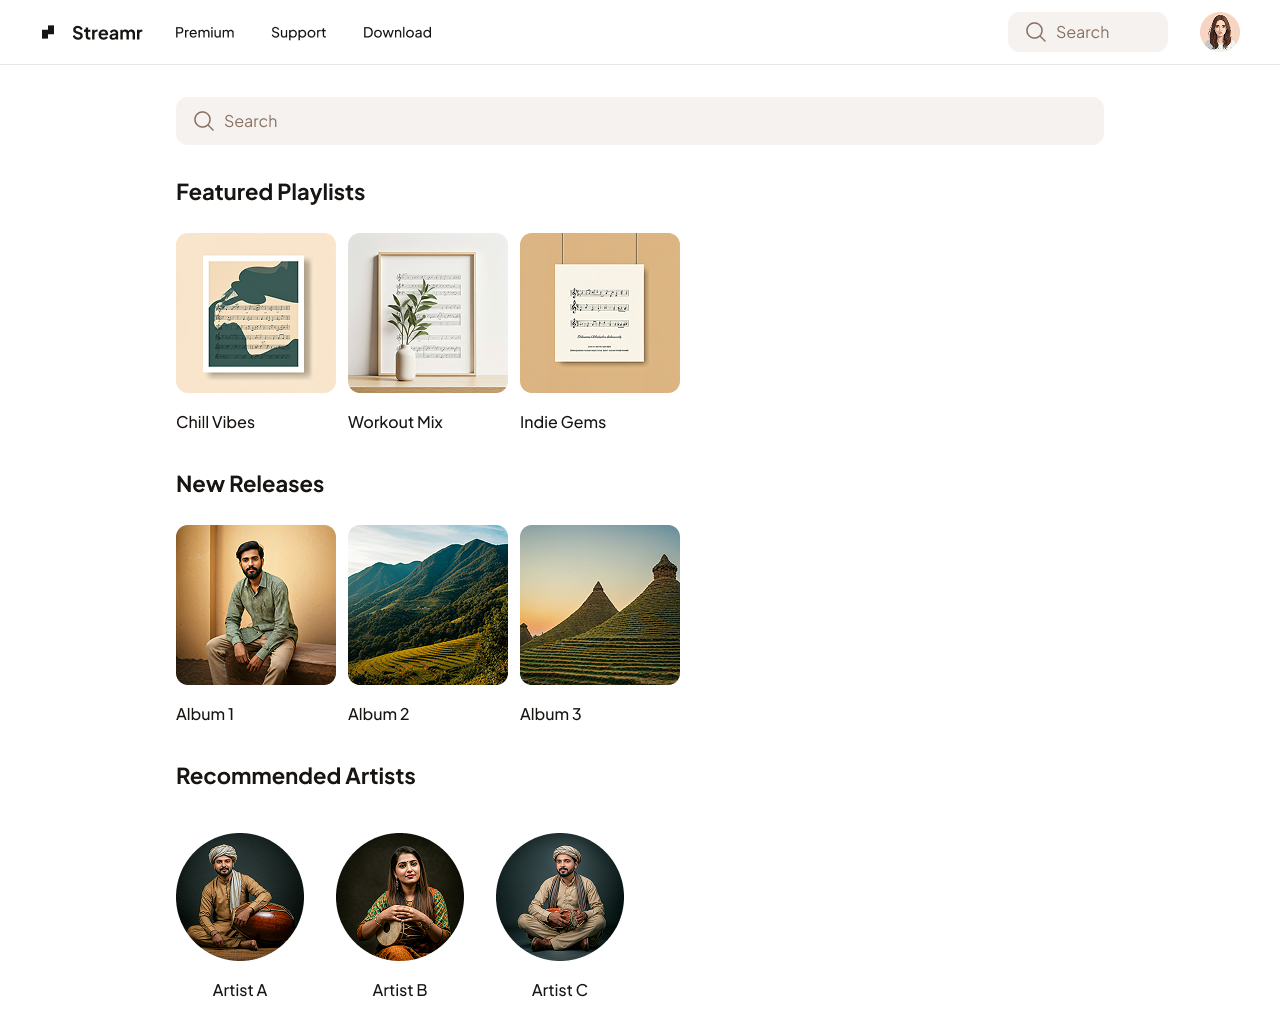 Streamr
Premium
Support
Download
Search
Search
Featured Playlists
Chill Vibes
Workout Mix
Indie Gems
New Releases
Album 1
Album 2
Album 3
Recommended Artists
Artist A
Artist B
Artist C